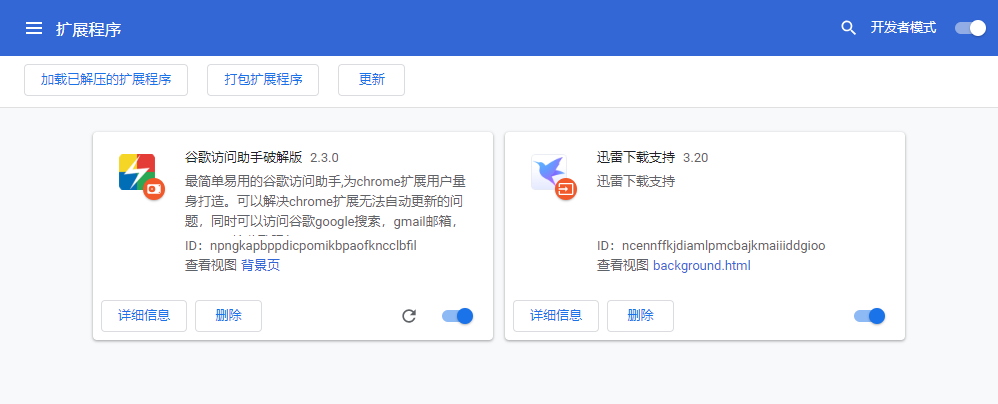 扩展程序
开发者模式
加载已解压的扩展程序 打包扩展程序 更新
谷歌访问助手破解版 2.3.0
最简单易用的谷歌访问助手,为chrome扩展用户量
身打造。可以解决chrome扩展无法自动更新的问
题，同时可以访问谷歌google搜索，gmail邮箱，
ID：npngkapbppdicpomikbpaofkncclbfil
查看视图 背景页
详细信息 删除
迅雷下载支持 3.20
迅雷下载支持
ID：ncennffkjdiamlpmcbajkmaiiiddgioo
查看视图 background.html
详细信息 删除